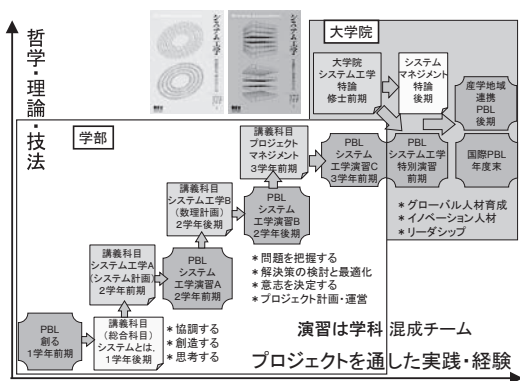 哲学・理論・技法
システム工学
システム工学
大学院
大学院
システム工学
特論
修士前期
システム
マネジメント
特論
後期
産学地域
連携
PBL
後期
学部
講義科目
プロジェクト
マネジメント
3学年前期
PBL
システム
工学演習C
3学年前期
PBL
システム工学
特別演習
前期
国際PBL
年度末
講義科目
システム工学B
(数理計画)
2学年後期
PBL
システム
工学演習B
2学年後期
*グローバル人材育成
*イノベーション人材
*リーダシップ
講義科目
システム工学A
(システム計画)
2学年前期
PBL
システム
工学演習A
2学年前期
*問題を把握する
*解決策の検討と最適化
*意志を決定する
*プロジェクト計画・運営
PBL
創る
1学年前期
講義科目
(総合科目)
システムとは、
1学年後期
*協調する
*創造する
*思考する
演習は学科 混成チーム
プロジェクトを通した実践・経験